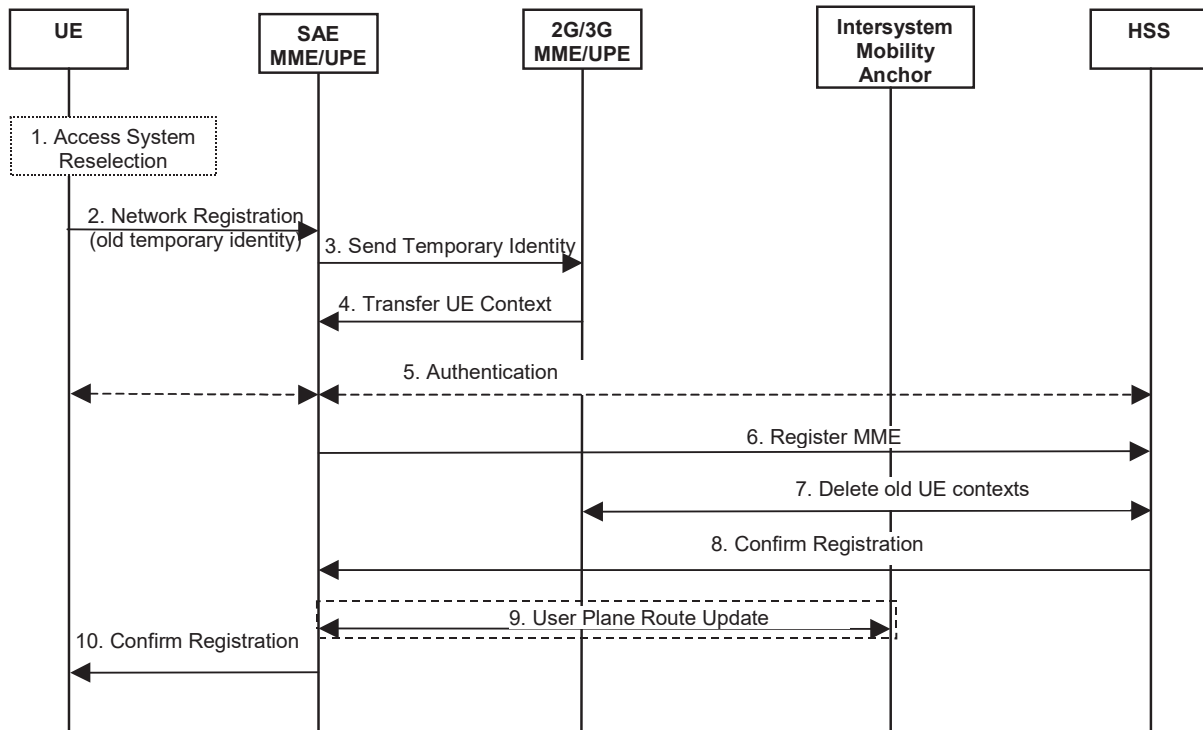 UE
SAE
MME/UPE
2G/3G
MME/UPE
Intersystem
Mobility
Anchor
HSS
1. Access System
Reselection
2. Network Registration
(old temporary identity)
3. Send Temporary Identity
4. Transfer UE Context
5. Authentication
6. Register MME
7. Delete old UE contexts
8. Confirm Registration
9. User Plane Route Update
10. Confirm Registration